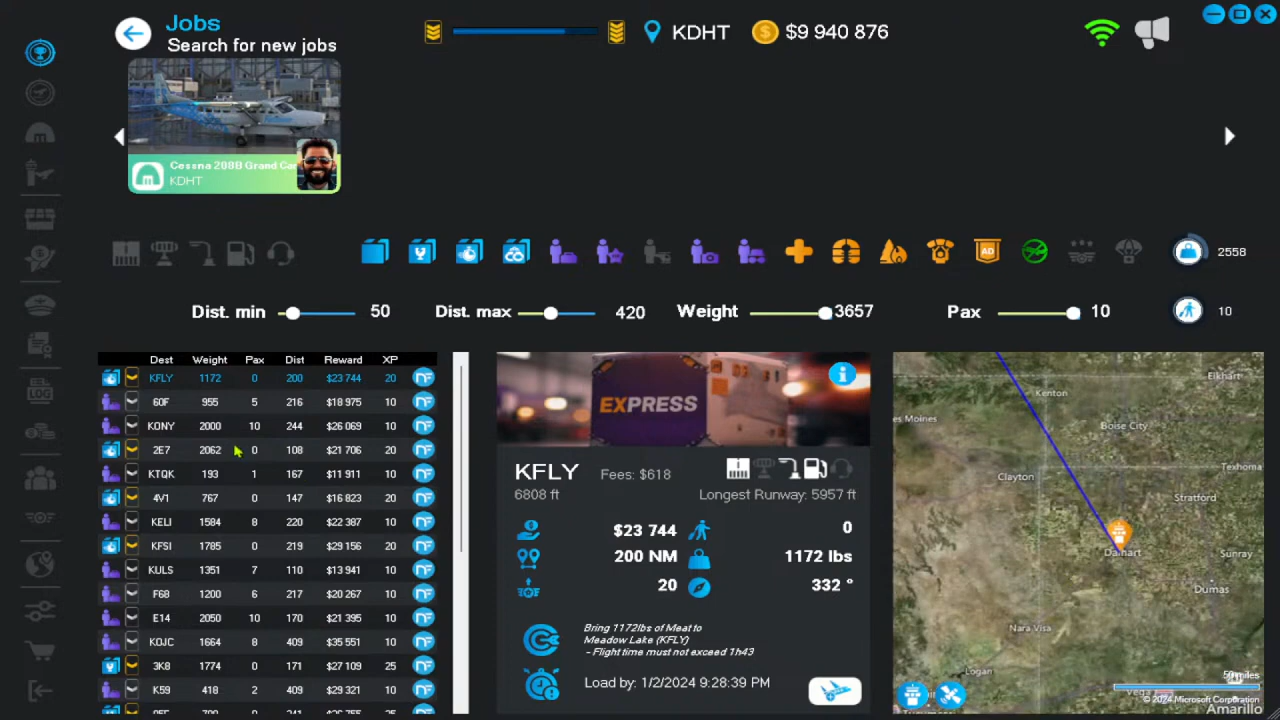 Jobs
Search for new jobs
KDHT
$9 940 876
Cessna 208B Grand Car
KDHT
2558
Dist. min 50 Dist. max 420 Weight 3657 Pax 10
10
Dest Weight Pax Dist Reward XP
KFLY 1172 0 200 $23 744 20
60F 955 5 216 $18 975 10
KONY 2000 10 244 $26 069 10
2E7 2062 0 108 $21 706 20
KTQK 193 1 167 $11 911 10
4V1 767 0 147 $16 823 20
KELI 1584 8 220 $22 387 10
KFSI 1785 0 219 $29 156 20
KULS 1351 7 110 $13 941 10
F68 1200 6 217 $20 267 10
E14 2050 10 170 $21 395 10
KOJC 1664 8 409 $35 551 10
3K8 1774 0 171 $27 109 25
K59 418 2 409 $29 321 10
EXPRESS
KFLY Fees: $618
6808 ft Longest Runway: 5957 ft
$23 744 0
200 NM 1172 lbs
20 332 °
Bring 1172lbs of Meat to
Meadow Lake (KFLY)
- Flight time must not exceed 1h43
Load by: 1/2/2024 9:28:39 PM
Elkhart
Kenton
es Moines
Boise City
Texhoma
Clayton
Stratford
Dalhart
Sunray
Dumas
Nara Visa
Logan
Vega
50 miles
© 2024 Microsoft Corporation
Amarillo
AD